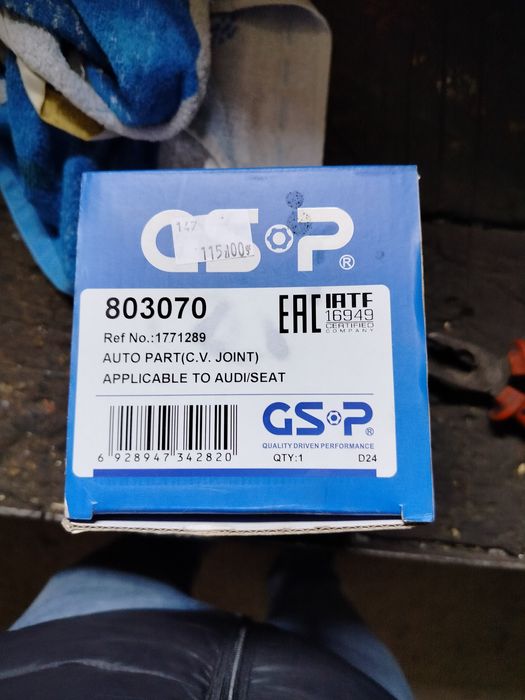 GSP®
147
115,00
803070
EAC IATF
16949
CERTIFIED
COMPANY
Ref No.:1771289
AUTO PART(C.V. JOINT)
APPLICABLE TO AUDI/SEAT
GSP®
QUALITY DRIVEN PERFORMANCE
6 928947 342820
QTY:1 D24